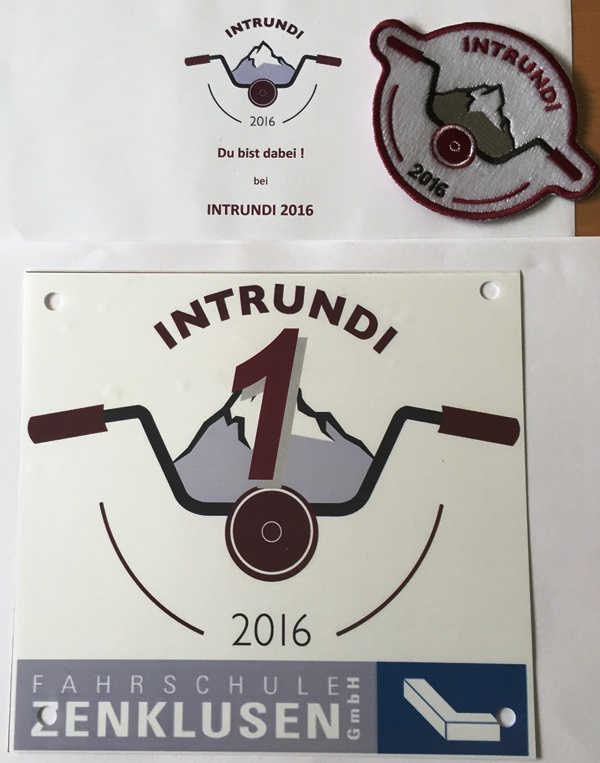 INTRUNDI
2016
Du bist dabei !
bei
INTRUNDI 2016
INTRUNDI
2016
INTRUNDI
1
2016
FAHRSCHULE
ZENKLUSEN GmbH